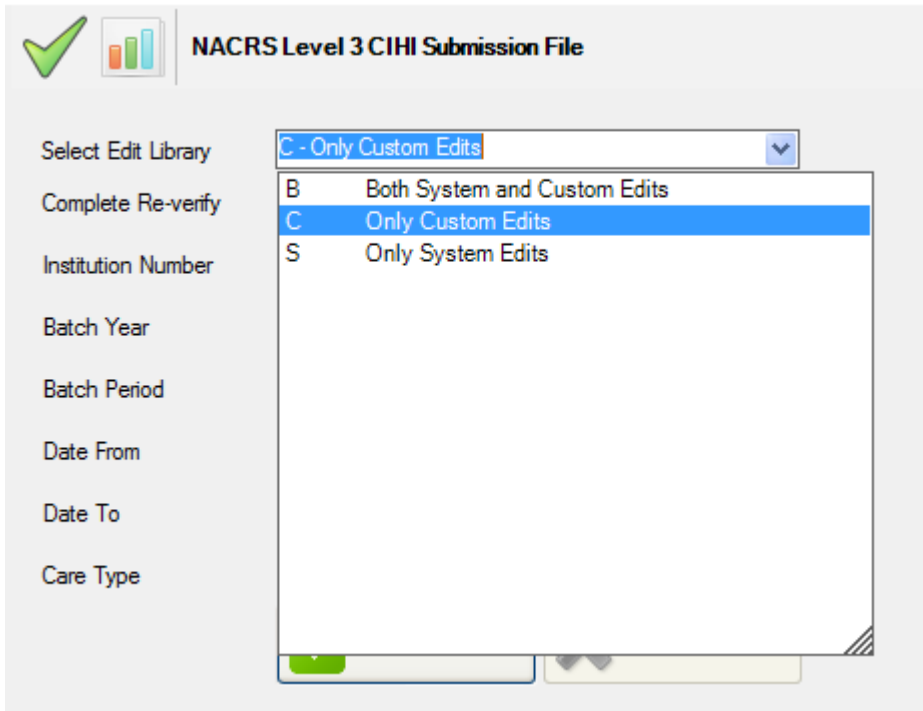 NACRS Level 3 CIHI Submission File
Select Edit Library
C - Only Custom Edits
B Both System and Custom Edits
C Only Custom Edits
S Only System Edits
Complete Re-verify
Institution Number
Batch Year
Batch Period
Date From
Date To
Care Type